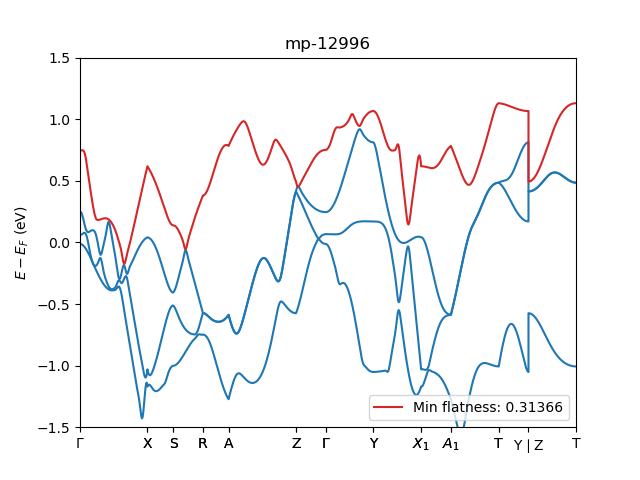 mp-12996
E − E_F (eV)
1.5
1.0
0.5
0.0
−0.5
−1.0
−1.5
Min flatness: 0.31366
Γ X S R A Z Γ Y X₁ A₁ T Y | Z T